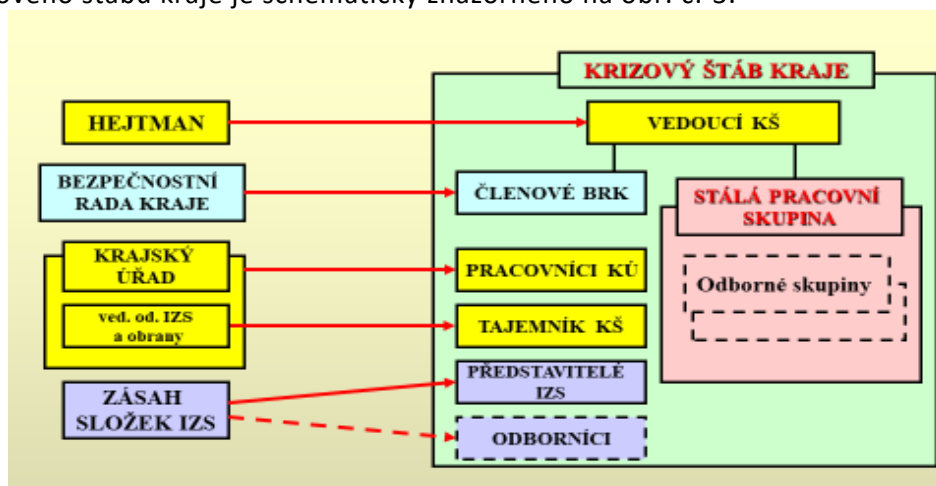 ového štábu kraje je schematicky znázorněno na obr. č. 3.
KRIZOVÝ ŠTÁB KRAJE
HEJTMAN
VEDOUCÍ KŠ
BEZPEČNOSTNÍ
RADA KRAJE
ČLENOVÉ BRK
STÁLÁ PRACOVNÍ
SKUPINA
KRAJSKÝ
ÚŘAD
PRACOVNÍCI KÚ
Odborné skupiny
ved. od. IZS
a obrany
TAJEMNÍK KŠ
PŘEDSTAVITELÉ
IZS
ZÁSAH
SLOŽEK IZS
ODBORNÍCI